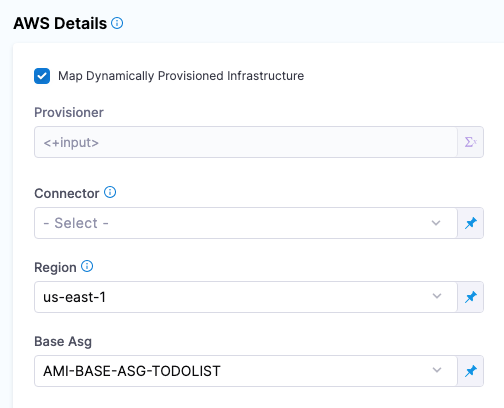 AWS Details
Map Dynamically Provisioned Infrastructure
Provisioner
<+input>
Connector
- Select -
Region
us-east-1
Base Asg
AMI-BASE-ASG-TODOLIST